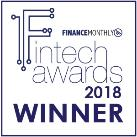 FINANCEMONTHLY
Fintech
awards
2018
WINNER